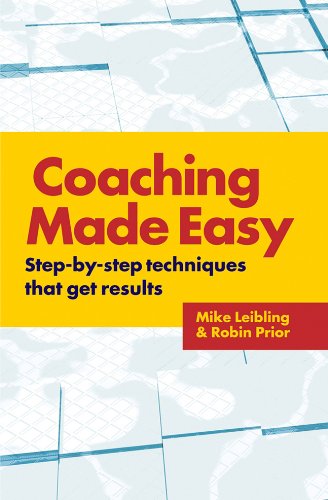 Coaching
Made Easy
Step-by-step techniques
that get results
Mike Leibling
& Robin Prior